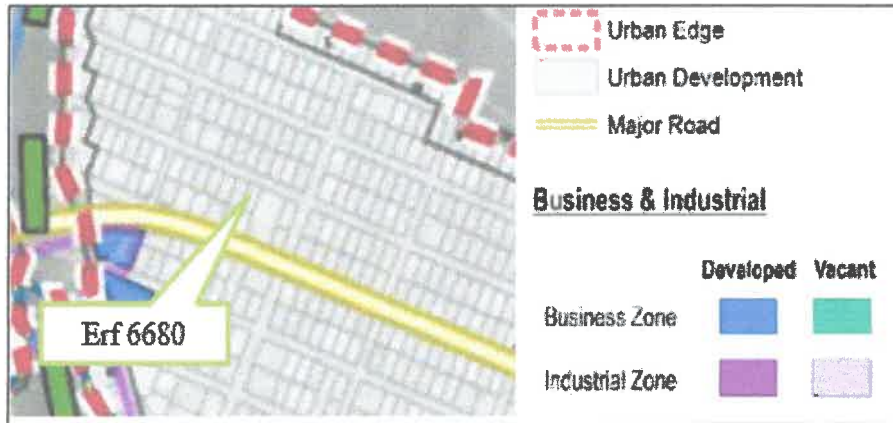 Urban Edge
Urban Development
Major Road
Business & Industrial
Developed Vacant
Business Zone
Industrial Zone
Erf 6680